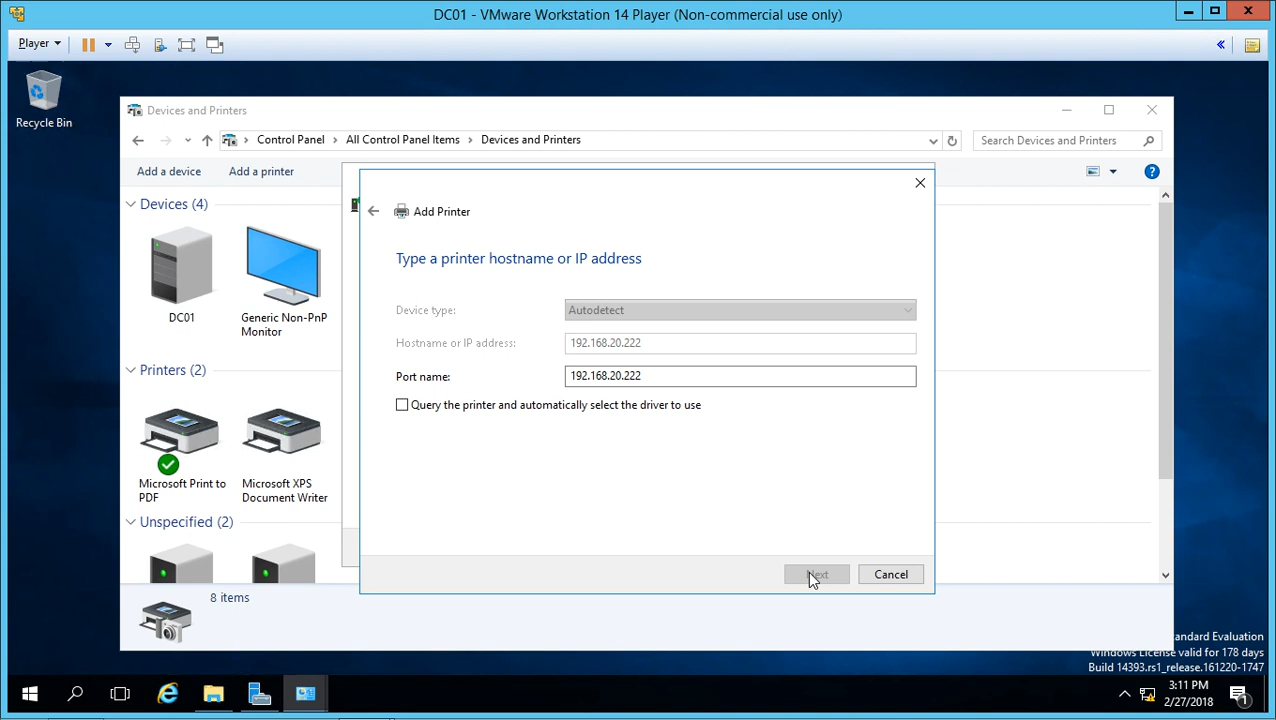 DC01 - VMware Workstation 14 Player (Non-commercial use only)
Player
Recycle Bin
Devices and Printers
Control Panel
All Control Panel Items
Devices and Printers
Search Devices and Printers
Add a device
Add a printer
Devices (4)
DC01
Generic Non-PnP
Monitor
Printers (2)
Microsoft Print to
PDF
Microsoft XPS
Document Writer
Unspecified (2)
8 items
Add Printer
Type a printer hostname or IP address
Device type:
Autodetect
Hostname or IP address:
192.168.20.222
Port name:
192.168.20.222
Query the printer and automatically select the driver to use
Next
Cancel
tandard Evaluation
Windows License valid for 178 days
Build 14393.rs1_release.161220-1747
3:11 PM
2/27/2018
1